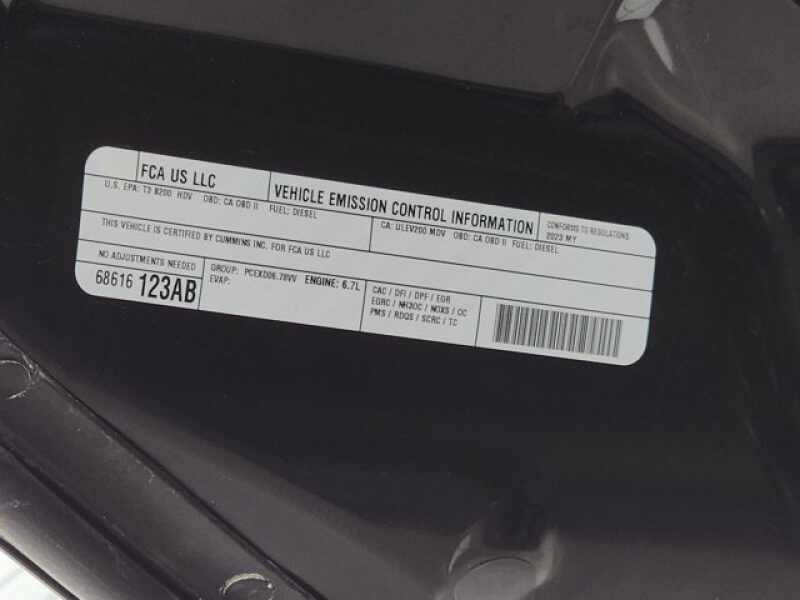 FCA US LLC
VEHICLE EMISSION CONTROL INFORMATION
CONFORMS TO REGULATIONS:
2023 MY
U.S. EPA: T3 B200 HDV OBD: CA OBD II FUEL: DIESEL
CA: ULEV200 MDV OBD: CA OBD II FUEL: DIESEL
THIS VEHICLE IS CERTIFIED BY CUMMINS INC. FOR FCA US LLC
NO ADJUSTMENTS NEEDED
68616 123AB
GROUP: PCEXD06.78VV ENGINE: 6.7L
EVAP:
CAC / DFI / DPF / EGR
EGRC / NH3OC / NOXS / OC
PMS / RDQS / SCRC / TC